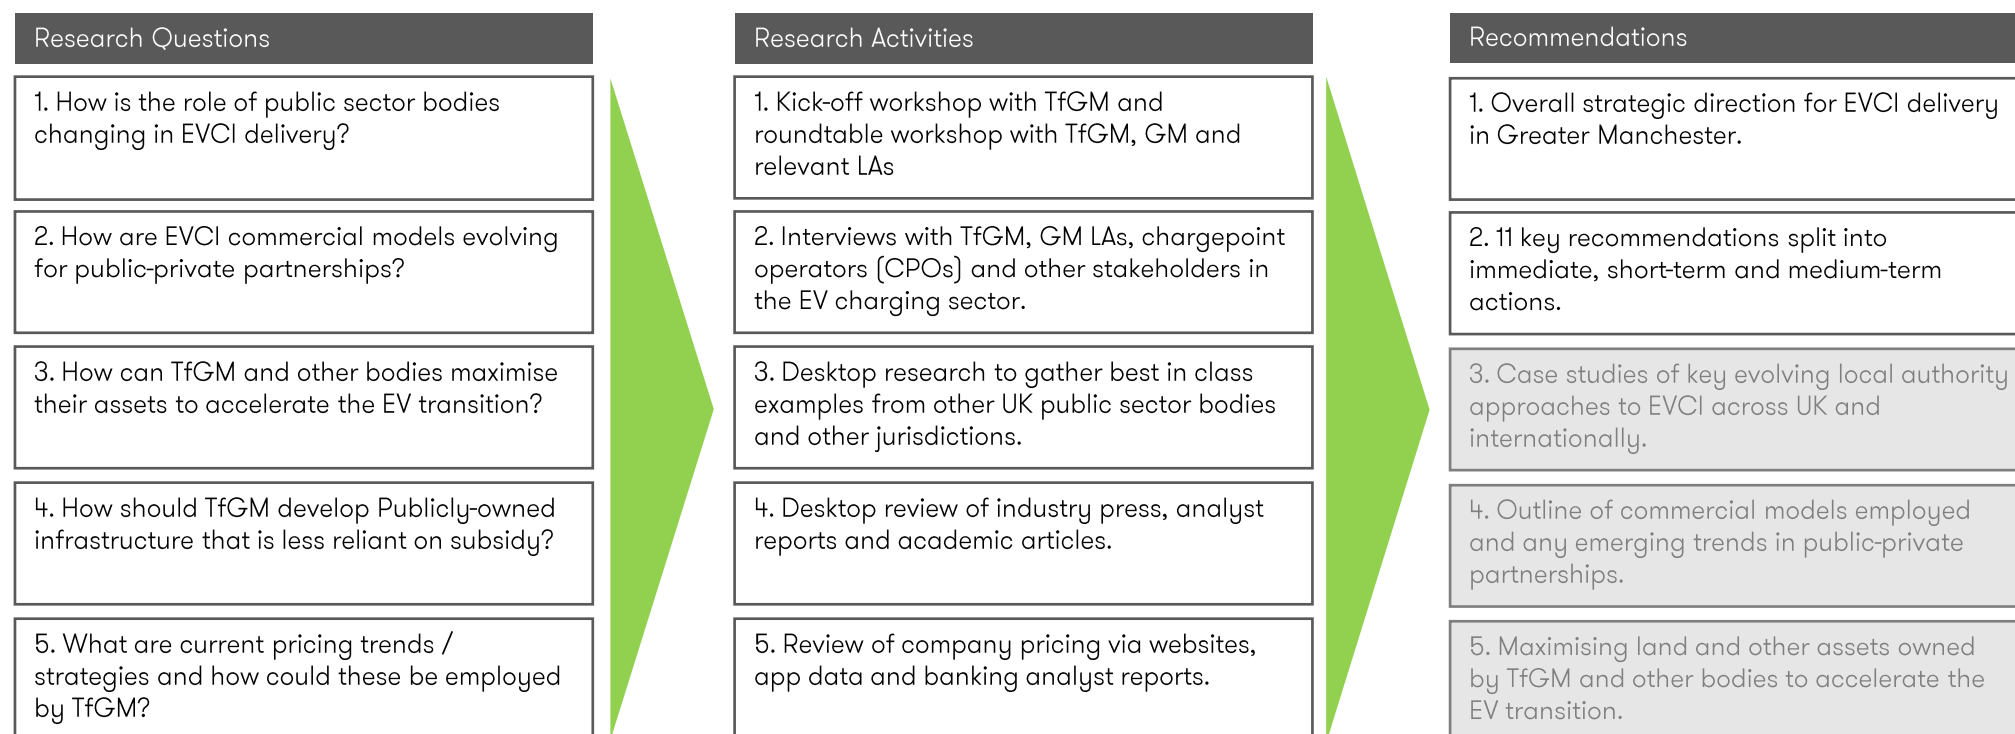 Research Questions
1. How is the role of public sector bodies
changing in EVCI delivery?
2. How are EVCI commercial models evolving
for public-private partnerships?
3. How can TfGM and other bodies maximise
their assets to accelerate the EV transition?
4. How should TfGM develop Publicly-owned
infrastructure that is less reliant on subsidy?
5. What are current pricing trends /
strategies and how could these be employed
by TfGM?
Research Activities
1. Kick-off workshop with TfGM and
roundtable workshop with TfGM, GM and
relevant LAs
2. Interviews with TfGM, GM LAs, chargepoint
operators (CPOs) and other stakeholders in
the EV charging sector.
3. Desktop research to gather best in class
examples from other UK public sector bodies
and other jurisdictions.
4. Desktop review of industry press, analyst
reports and academic articles.
5. Review of company pricing via websites,
app data and banking analyst reports.
Recommendations
1. Overall strategic direction for EVCI delivery
in Greater Manchester.
2. 11 key recommendations split into
immediate, short-term and medium-term
actions.
3. Case studies of key evolving local authority
approaches to EVCI across UK and
internationally.
4. Outline of commercial models employed
and any emerging trends in public-private
partnerships.
5. Maximising land and other assets owned
by TfGM and other bodies to accelerate the
EV transition.